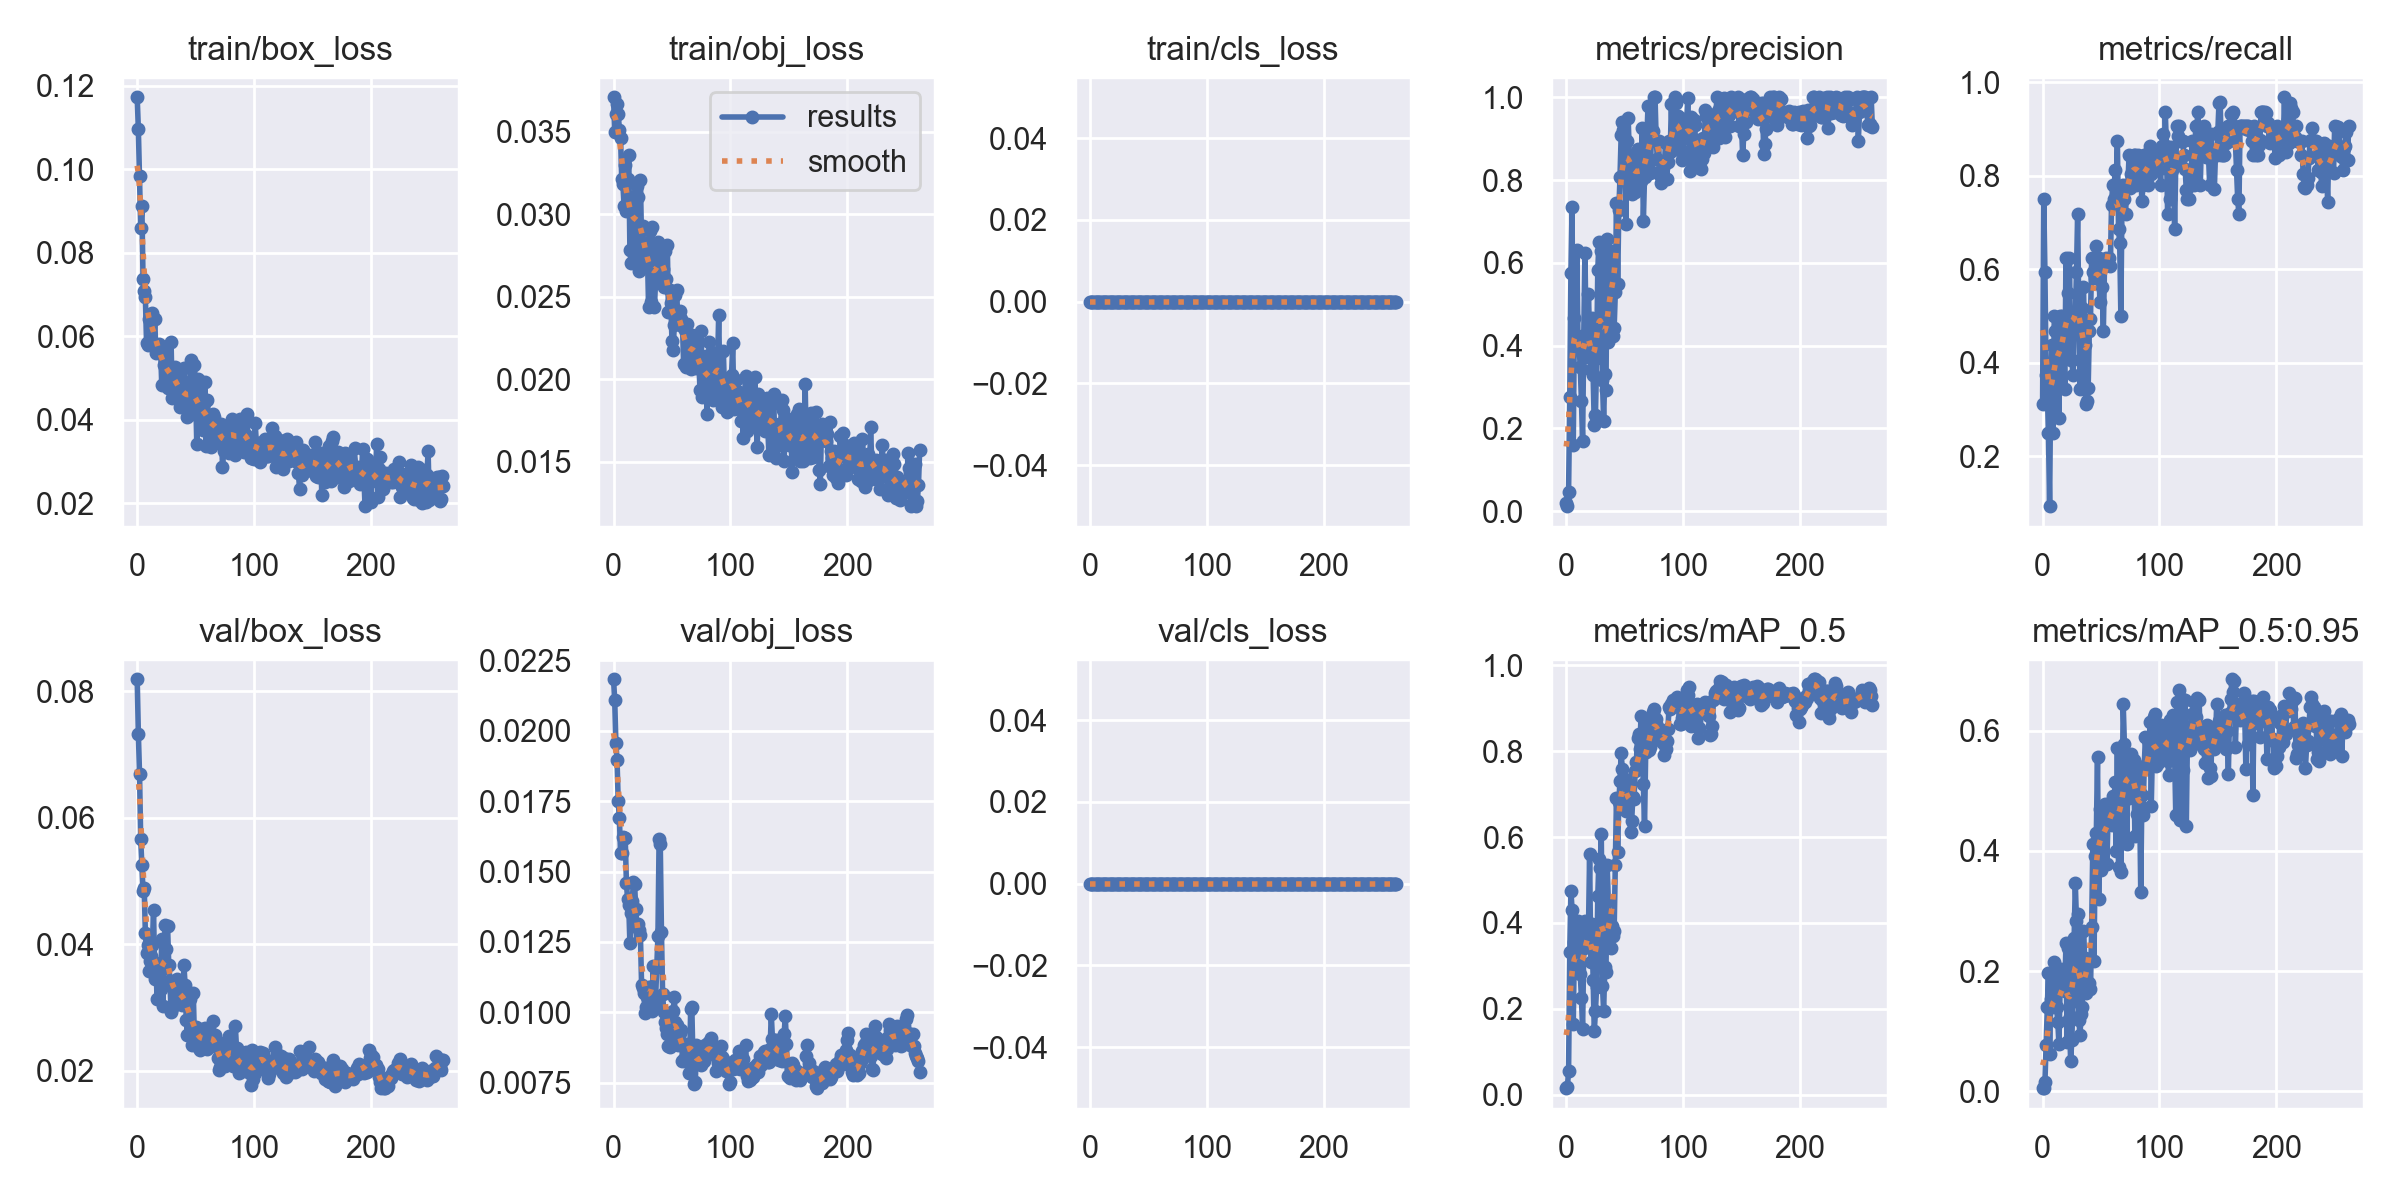 train/box_loss
0.12
0.10
0.08
0.06
0.04
0.02
0 100 200
train/obj_loss
results
smooth
0.035
0.030
0.025
0.020
0.015
0 100 200
train/cls_loss
0.04
0.02
0.00
−0.02
−0.04
0 100 200
metrics/precision
1.0
0.8
0.6
0.4
0.2
0.0
0 100 200
metrics/recall
1.0
0.8
0.6
0.4
0.2
0 100 200
val/box_loss
0.08
0.06
0.04
0.02
0 100 200
val/obj_loss
0.0225
0.0200
0.0175
0.0150
0.0125
0.0100
0.0075
0 100 200
val/cls_loss
0.04
0.02
0.00
−0.02
−0.04
0 100 200
metrics/mAP_0.5
1.0
0.8
0.6
0.4
0.2
0.0
0 100 200
metrics/mAP_0.5:0.95
0.6
0.4
0.2
0.0
0 100 200